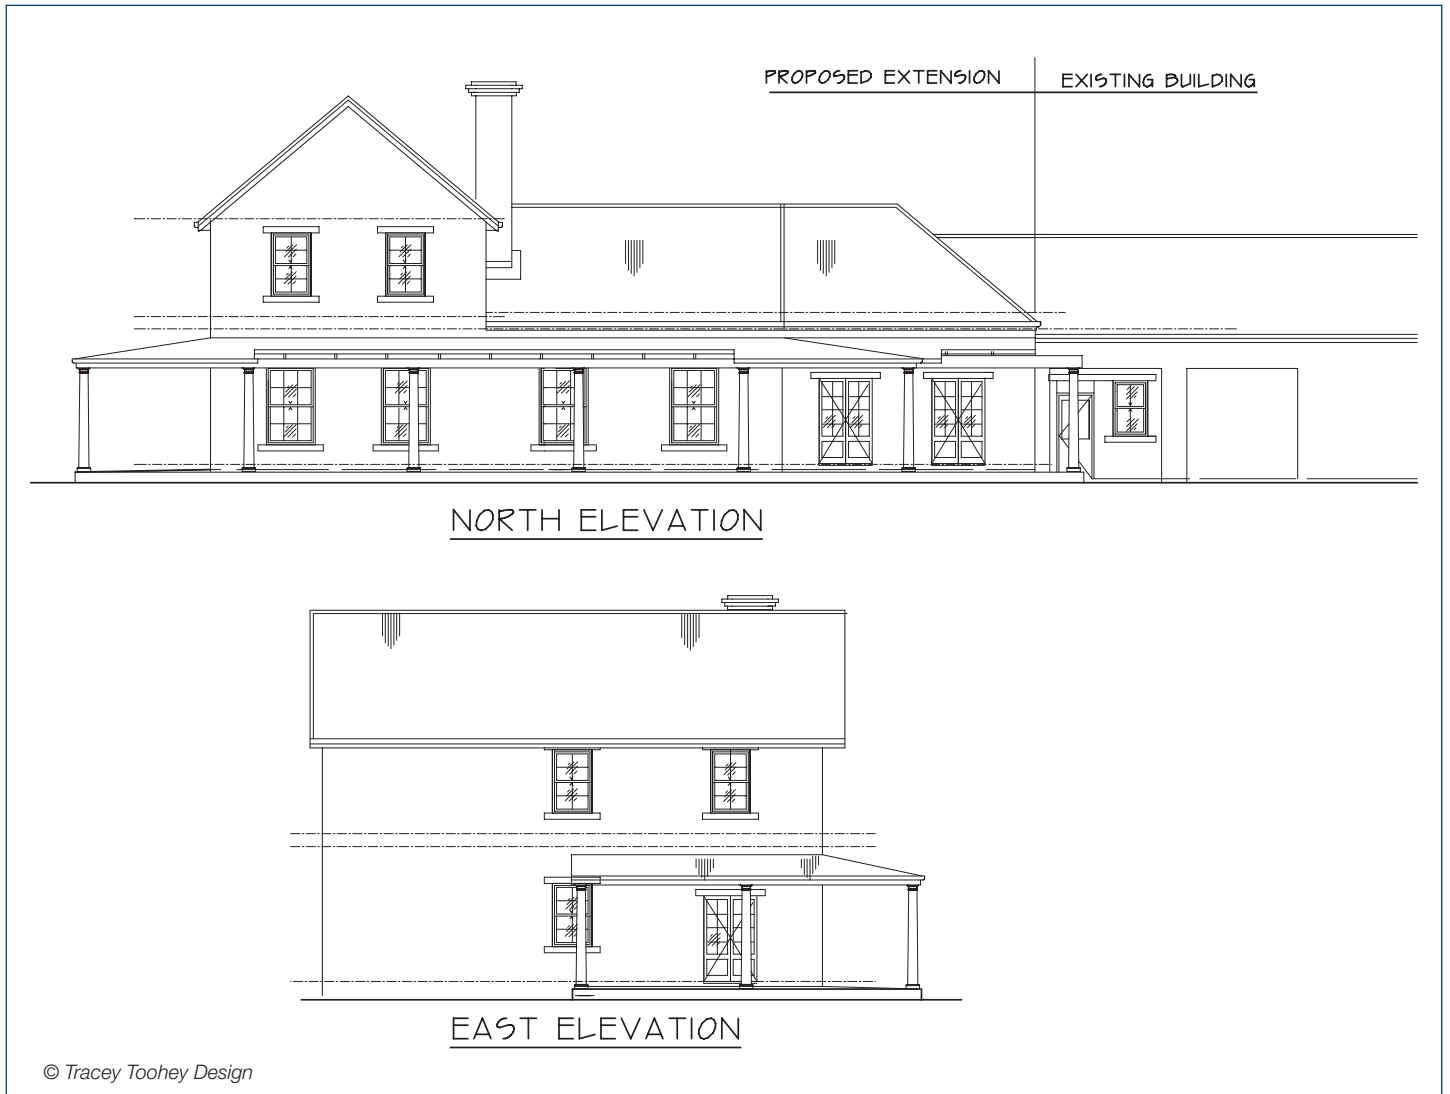 PROPOSED EXTENSION
EXISTING BUILDING
NORTH ELEVATION
EAST ELEVATION
© Tracey Toohey Design